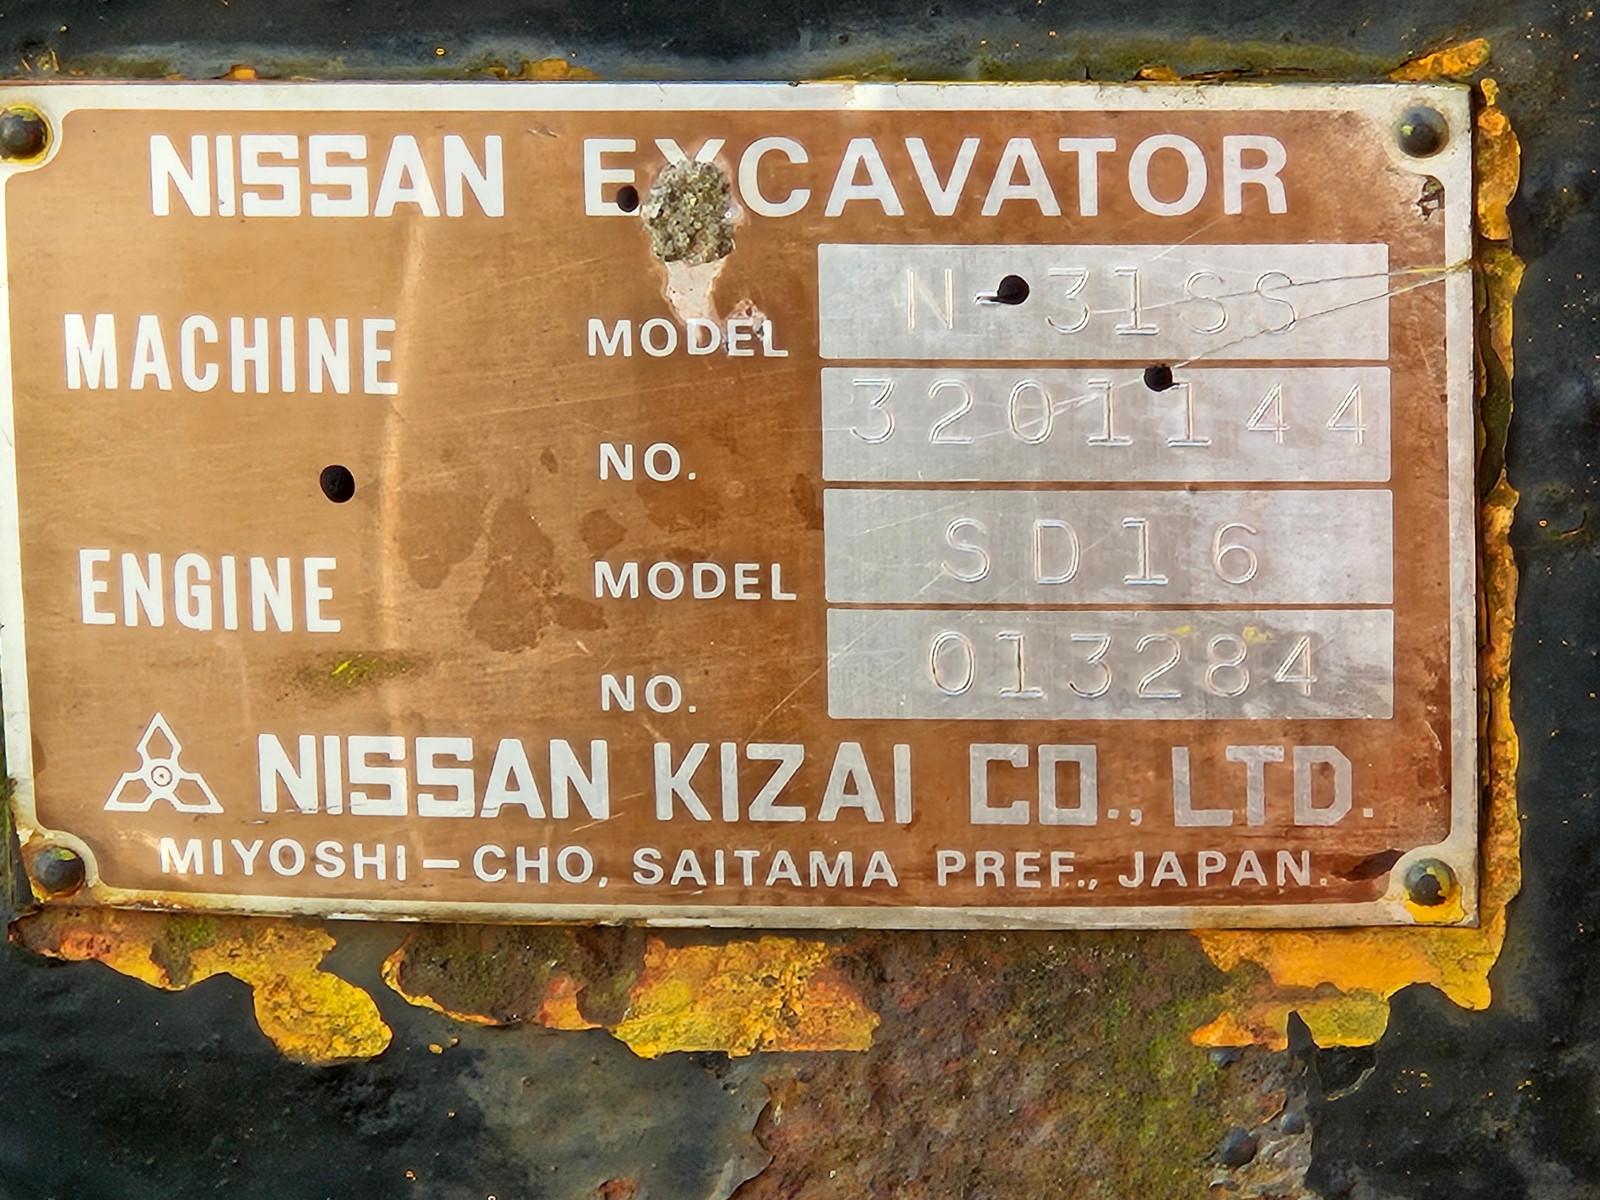 NISSAN EXCAVATOR
MACHINE MODEL N-31SS
NO. 3201144
ENGINE MODEL SD16
NO. 013284
NISSAN KIZAI CO., LTD.
MIYOSHI-CHO, SAITAMA PREF., JAPAN.